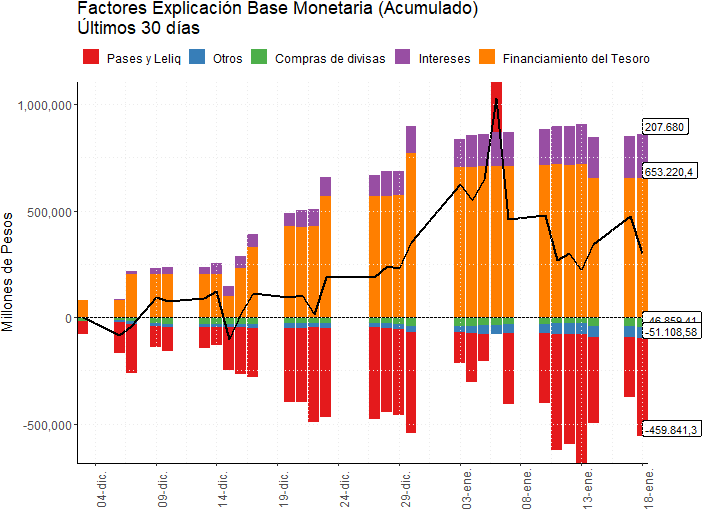 Factores Explicación Base Monetaria (Acumulado)
Últimos 30 días
Pases y Leliq Otros Compras de divisas Intereses Financiamiento del Tesoro
Millones de Pesos
1,000,000
500,000
0
-500,000
207.680
653.220,4
-46.859,41
-51.108,58
-459.841,3
04-dic.
09-dic.
14-dic.
19-dic.
24-dic.
29-dic.
03-ene.
08-ene.
13-ene.
18-ene.